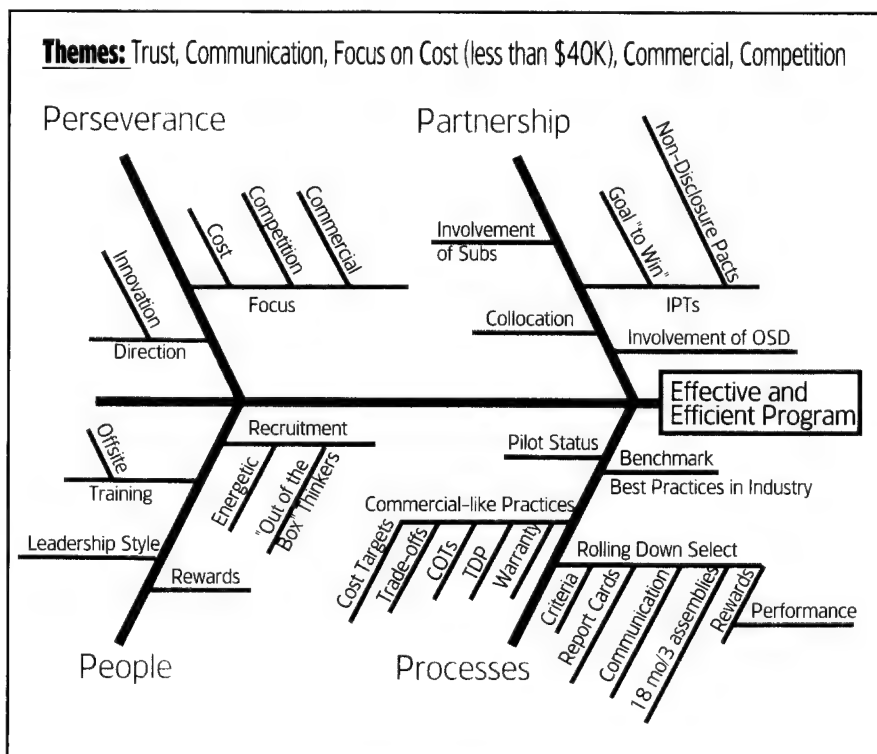 Themes: Trust, Communication, Focus on Cost (less than $40K), Commercial, Competition
Perseverance
Cost
Competition
Commercial
Focus
Innovation
Direction
Partnership
Involvement
of Subs
Collocation
Goal "to Win"
Non-Disclosure Pacts
IPTs
Involvement of OSD
Effective and
Efficient Program
Recruitment
Energetic
"Out of the
Box" Thinkers
Offsite
Training
Leadership Style
Rewards
People
Pilot Status
Benchmark
Best Practices in Industry
Commercial-like Practices
Cost Targets
Trade-offs
COTs
TDP
Warranty
Rolling Down Select
Criteria
Report Cards
Communication
18 mo/3 assemblies
Rewards
Performance
Processes